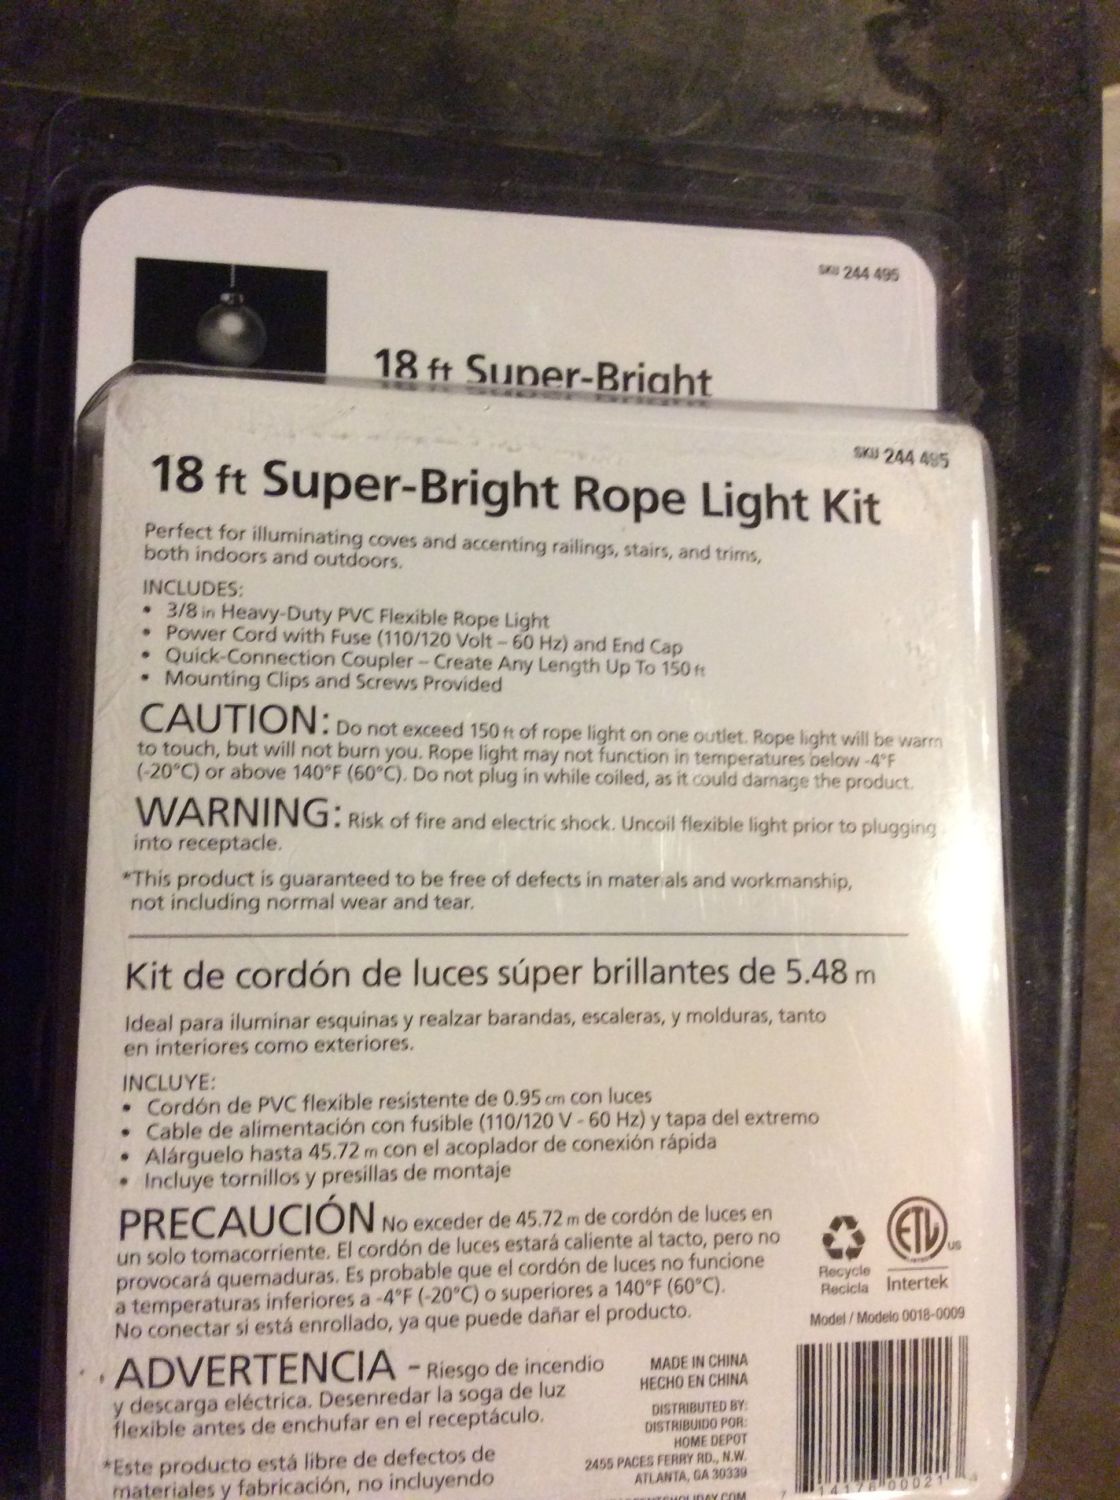 SKU 244 495
18 ft Super-Bright
SKU 244 495
18 ft Super-Bright Rope Light Kit
Perfect for illuminating coves and accenting railings, stairs, and trims,
both indoors and outdoors.
INCLUDES:
• 3/8 in Heavy-Duty PVC Flexible Rope Light
• Power Cord with Fuse (110/120 Volt – 60 Hz) and End Cap
• Quick-Connection Coupler – Create Any Length Up To 150 ft
• Mounting Clips and Screws Provided
CAUTION: Do not exceed 150 ft of rope light on one outlet. Rope light will be warm
to touch, but will not burn you. Rope light may not function in temperatures below -4°F
(-20°C) or above 140°F (60°C). Do not plug in while coiled, as it could damage the product.
WARNING: Risk of fire and electric shock. Uncoil flexible light prior to plugging
into receptacle.
*This product is guaranteed to be free of defects in materials and workmanship,
not including normal wear and tear.
Kit de cordón de luces súper brillantes de 5.48 m
Ideal para iluminar esquinas y realzar barandas, escaleras, y molduras, tanto
en interiores como exteriores.
INCLUYE:
• Cordón de PVC flexible resistente de 0.95 cm con luces
• Cable de alimentación con fusible (110/120 V - 60 Hz) y tapa del extremo
• Alárguelo hasta 45.72 m con el acoplador de conexión rápida
• Incluye tornillos y presillas de montaje
PRECAUCIÓN No exceder de 45.72 m de cordón de luces en
un solo tomacorriente. El cordón de luces estará caliente al tacto, pero no
provocará quemaduras. Es probable que el cordón de luces no funcione
a temperaturas inferiores a -4°F (-20°C) o superiores a 140°F (60°C).
No conectar si está enrollado, ya que puede dañar el producto.
ADVERTENCIA – Riesgo de incendio
y descarga eléctrica. Desenredar la soga de luz
flexible antes de enchufar en el receptáculo.
*Este producto está libre de defectos de
materiales y fabricación, no incluyendo
ETL US
Recycle
Recicla
Intertek
Model / Modelo 0018-0009
MADE IN CHINA
HECHO EN CHINA
DISTRIBUTED BY:
DISTRIBUIDO POR:
HOME DEPOT
2455 PACES FERRY RD., N.W.
ATLANTA, GA 30339
7 14176 00021